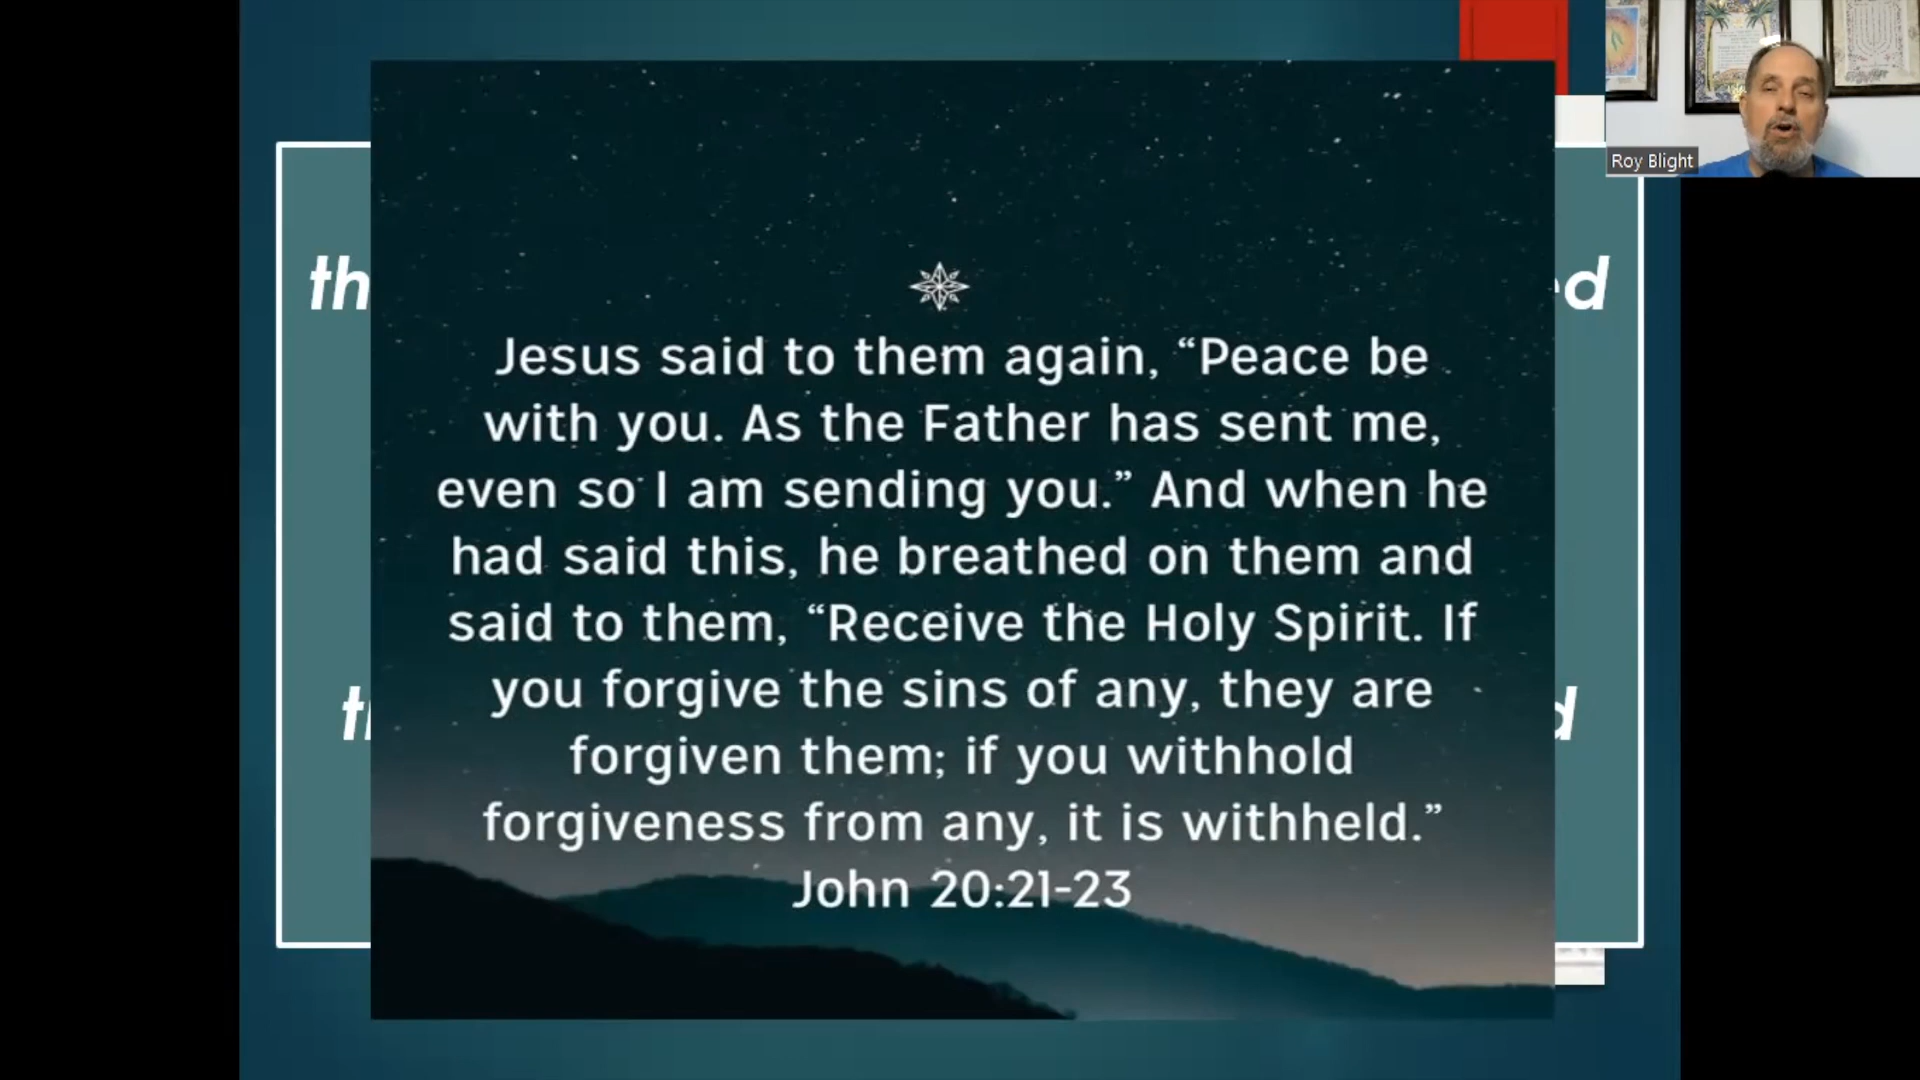 Jesus said to them again, “Peace be
with you. As the Father has sent me,
even so I am sending you.” And when he
had said this, he breathed on them and
said to them, “Receive the Holy Spirit. If
you forgive the sins of any, they are
forgiven them; if you withhold
forgiveness from any, it is withheld.”
John 20:21-23
Roy Blight